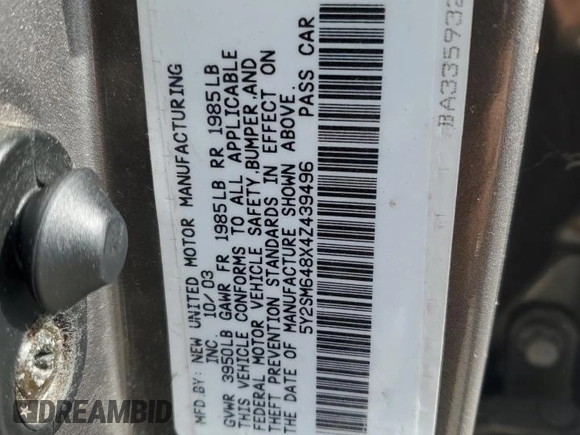 MFD.BY: NEW UNITED MOTOR MANUFACTURING
INC. 10/03
GVWR 3950LB GAWR FR 1985LB RR 1985LB
THIS VEHICLE CONFORMS TO ALL APPLICABLE
FEDERAL MOTOR VEHICLE SAFETY,BUMPER,AND
THEFT PREVENTION STANDARDS IN EFFECT ON
THE DATE OF MANUFACTURE SHOWN ABOVE.
5Y2SM648X4Z439496 PASS CAR
DREAMBID